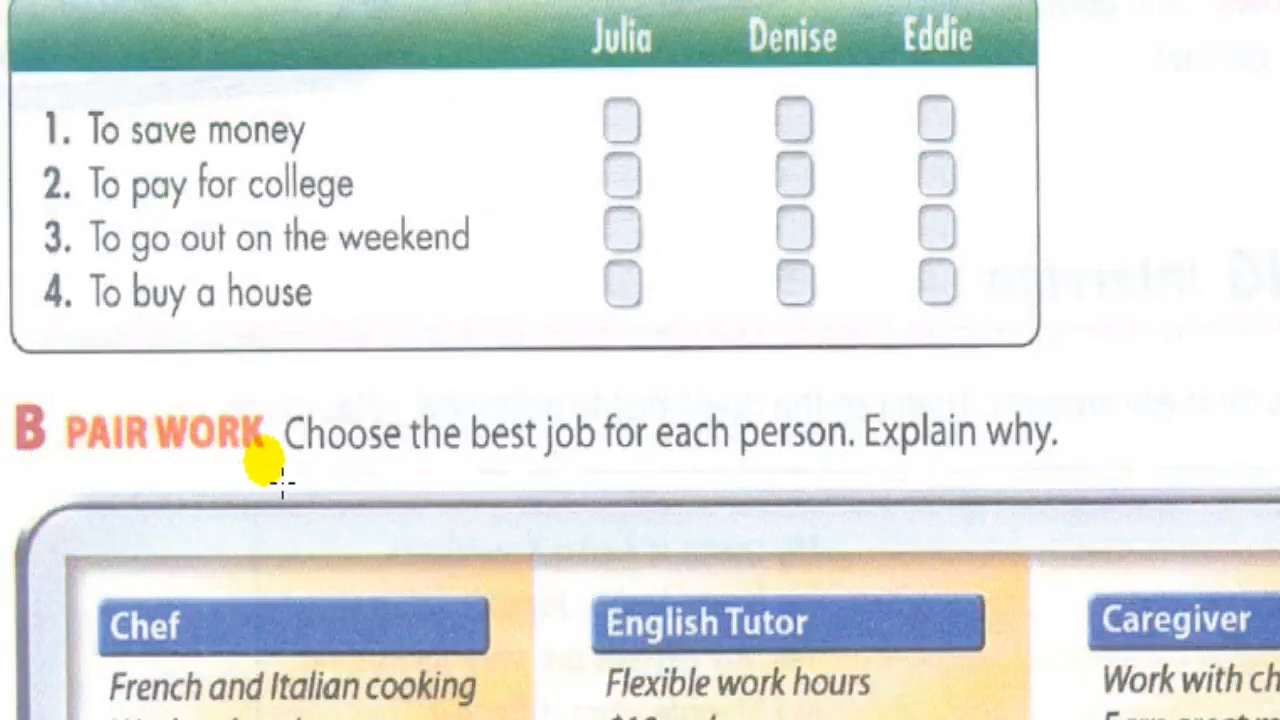 Julia Denise Eddie
1. To save money
2. To pay for college
3. To go out on the weekend
4. To buy a house
B PAIR WORK Choose the best job for each person. Explain why.
Chef English Tutor Caregiver
French and Italian cooking Flexible work hours Work with